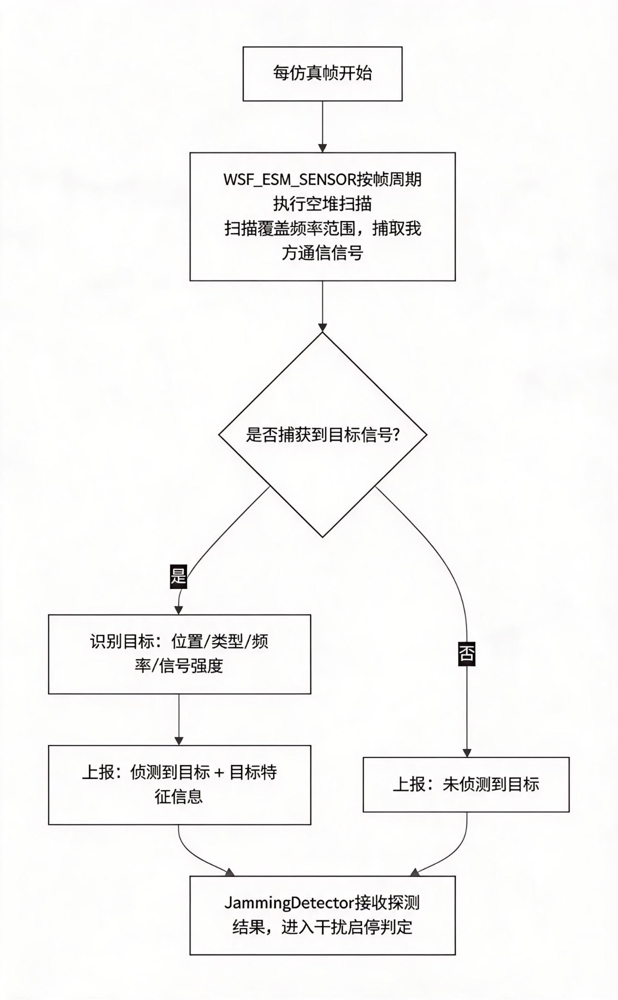 每仿真帧开始
WSF_ESM_SENSOR按帧周期
执行空堆扫描
扫描覆盖频率范围，捕取我
方通信信号
是否捕获到目标信号?
是
识别目标：位置/类型/频
率/信号强度
否
上报：侦测到目标 + 目标特
征信息
上报：未侦测到目标
JammingDetector接收探测
结果，进入干扰启停判定